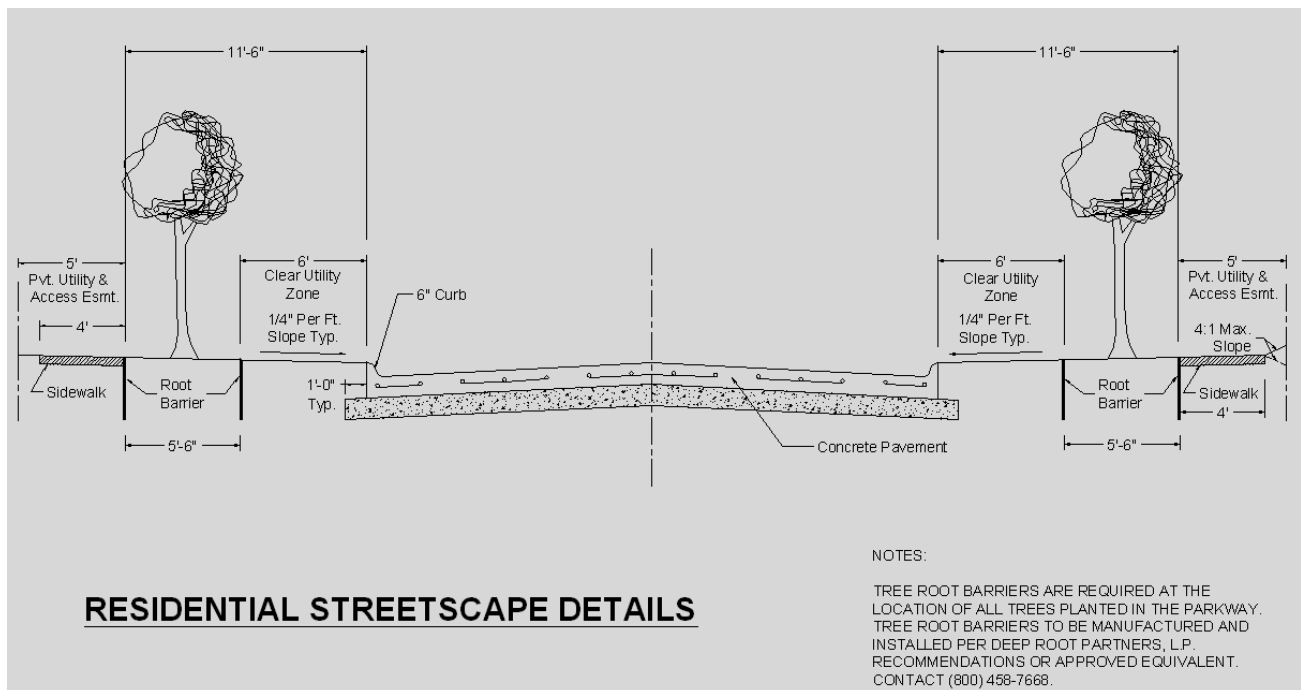 11'-6"
11'-6"
5'
Pvt. Utility &
Access Esmt.
4'
6'
Clear Utility
Zone
1/4" Per Ft.
Slope Typ.
6" Curb
6'
Clear Utility
Zone
1/4" Per Ft.
Slope Typ.
5'
Pvt. Utility &
Access Esmt.
4:1 Max.
Slope
Sidewalk
Root
Barrier
1'-0"
Typ.
Root
Barrier
Sidewalk
4'
5'-6"
Concrete Pavement
5'-6"
RESIDENTIAL STREETSCAPE DETAILS
NOTES:
TREE ROOT BARRIERS ARE REQUIRED AT THE
LOCATION OF ALL TREES PLANTED IN THE PARKWAY.
TREE ROOT BARRIERS TO BE MANUFACTURED AND
INSTALLED PER DEEP ROOT PARTNERS, L.P.
RECOMMENDATIONS OR APPROVED EQUIVALENT.
CONTACT (800) 458-7668.